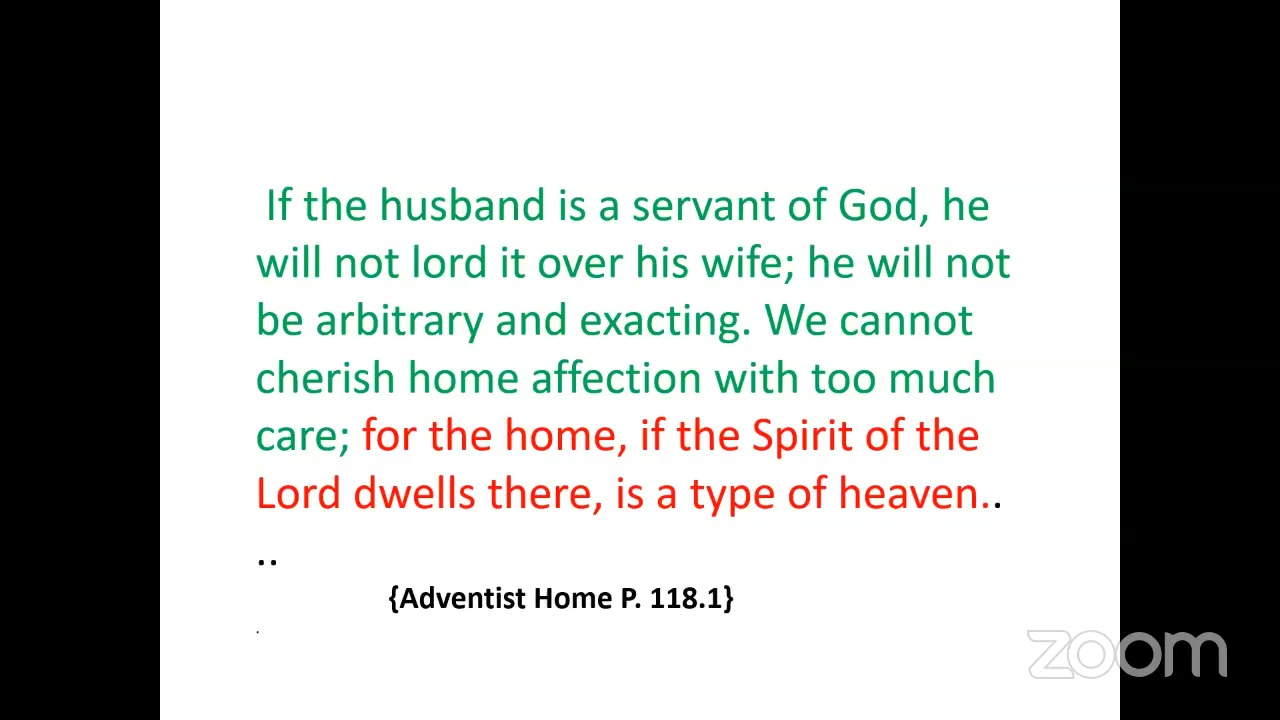 If the husband is a servant of God, he
will not lord it over his wife; he will not
be arbitrary and exacting. We cannot
cherish home affection with too much
care; for the home, if the Spirit of the
Lord dwells there, is a type of heaven..
..
{Adventist Home P. 118.1}
.
zoom